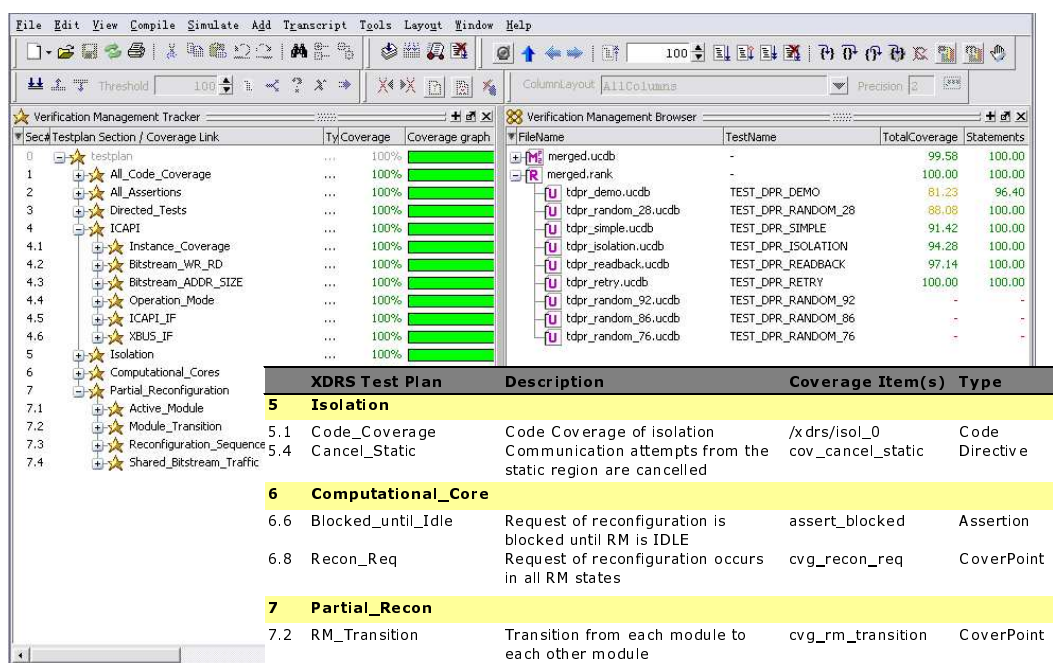 File Edit View Compile Simulate Add Transcript Tools Layout Window Help
100
Threshold 100 ColumnLayout AllColumns Precision 2
Verification Management Tracker
Sec# Testplan Section / Coverage Link Ty Coverage Coverage graph
0 testplan ... 100%
1 All_Code_Coverage ... 100%
2 All_Assertions ... 100%
3 Directed_Tests ... 100%
4 ICAPI ... 100%
4.1 Instance_Coverage ... 100%
4.2 Bitstream_WR_RD ... 100%
4.3 Bitstream_ADDR_SIZE ... 100%
4.4 Operation_Mode ... 100%
4.5 ICAPI_IF ... 100%
4.6 XBUS_IF ... 100%
5 Isolation ... 100%
6 Computational_Cores
7 Partial_Reconfiguration
7.1 Active_Module
7.2 Module_Transition
7.3 Reconfiguration_Sequence
7.4 Shared_Bitstream_Traffic
Verification Management Browser
FileName TestName TotalCoverage Statements
merged.ucdb - 99.58 100.00
merged.rank - 100.00 100.00
tdpr_demo.ucdb TEST_DPR_DEMO 81.23 96.40
tdpr_random_28.ucdb TEST_DPR_RANDOM_28 88.08 100.00
tdpr_simple.ucdb TEST_DPR_SIMPLE 91.42 100.00
tdpr_isolation.ucdb TEST_DPR_ISOLATION 94.28 100.00
tdpr_readback.ucdb TEST_DPR_READBACK 97.14 100.00
tdpr_retry.ucdb TEST_DPR_RETRY 100.00 100.00
tdpr_random_92.ucdb TEST_DPR_RANDOM_92 - -
tdpr_random_86.ucdb TEST_DPR_RANDOM_86 - -
tdpr_random_76.ucdb TEST_DPR_RANDOM_76 - -
XDRS Test Plan Description Coverage Item(s) Type
5 Isolation
5.1 Code_Coverage Code Coverage of isolation /xdrs/isol_0 Code
5.4 Cancel_Static Communication attempts from the cov_cancel_static Directive
static region are cancelled
6 Computational_Core
6.6 Blocked_until_Idle Request of reconfiguration is assert_blocked Assertion
blocked until RM is IDLE
6.8 Recon_Req Request of reconfiguration occurs cvg_recon_req CoverPoint
in all RM states
7 Partial_Recon
7.2 RM_Transition Transition from each module to cvg_rm_transition CoverPoint
each other module